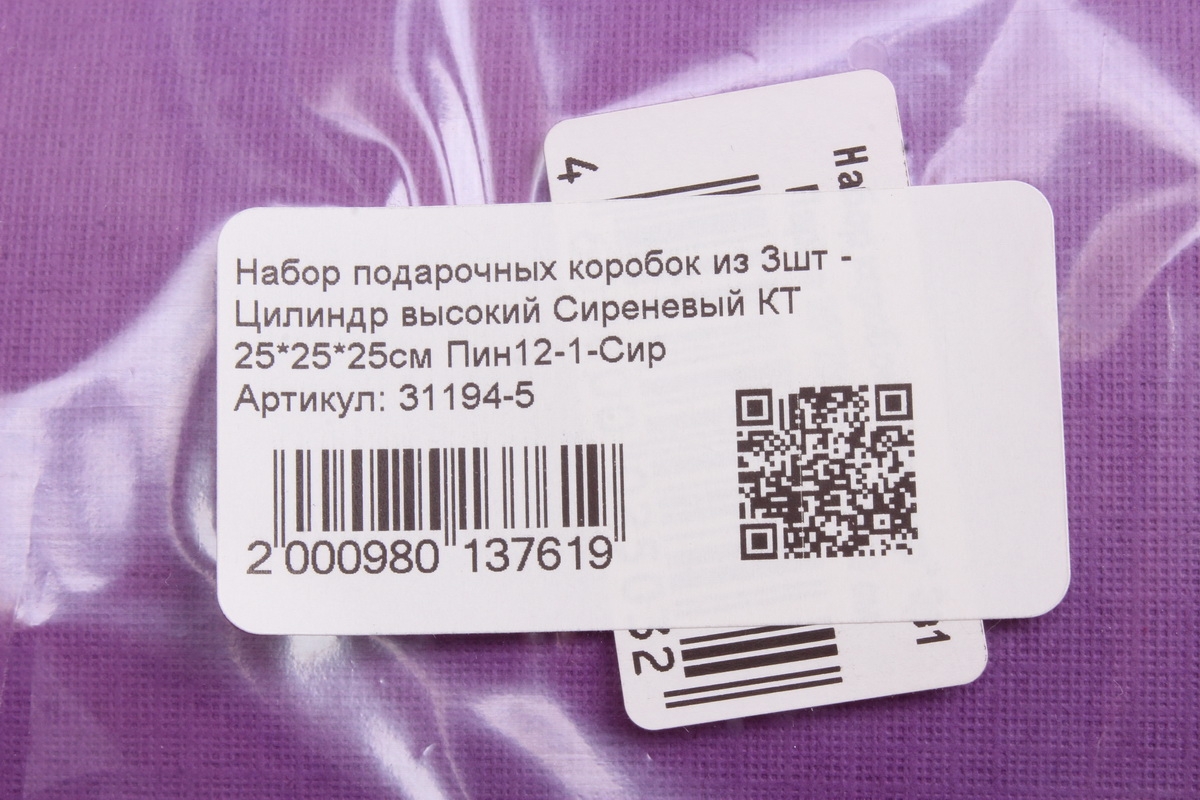 Набор подарочных коробок из 3шт -
Цилиндр высокий Сиреневый КТ
25*25*25см Пин12-1-Сир
Артикул: 31194-5
2 000980 137619
4